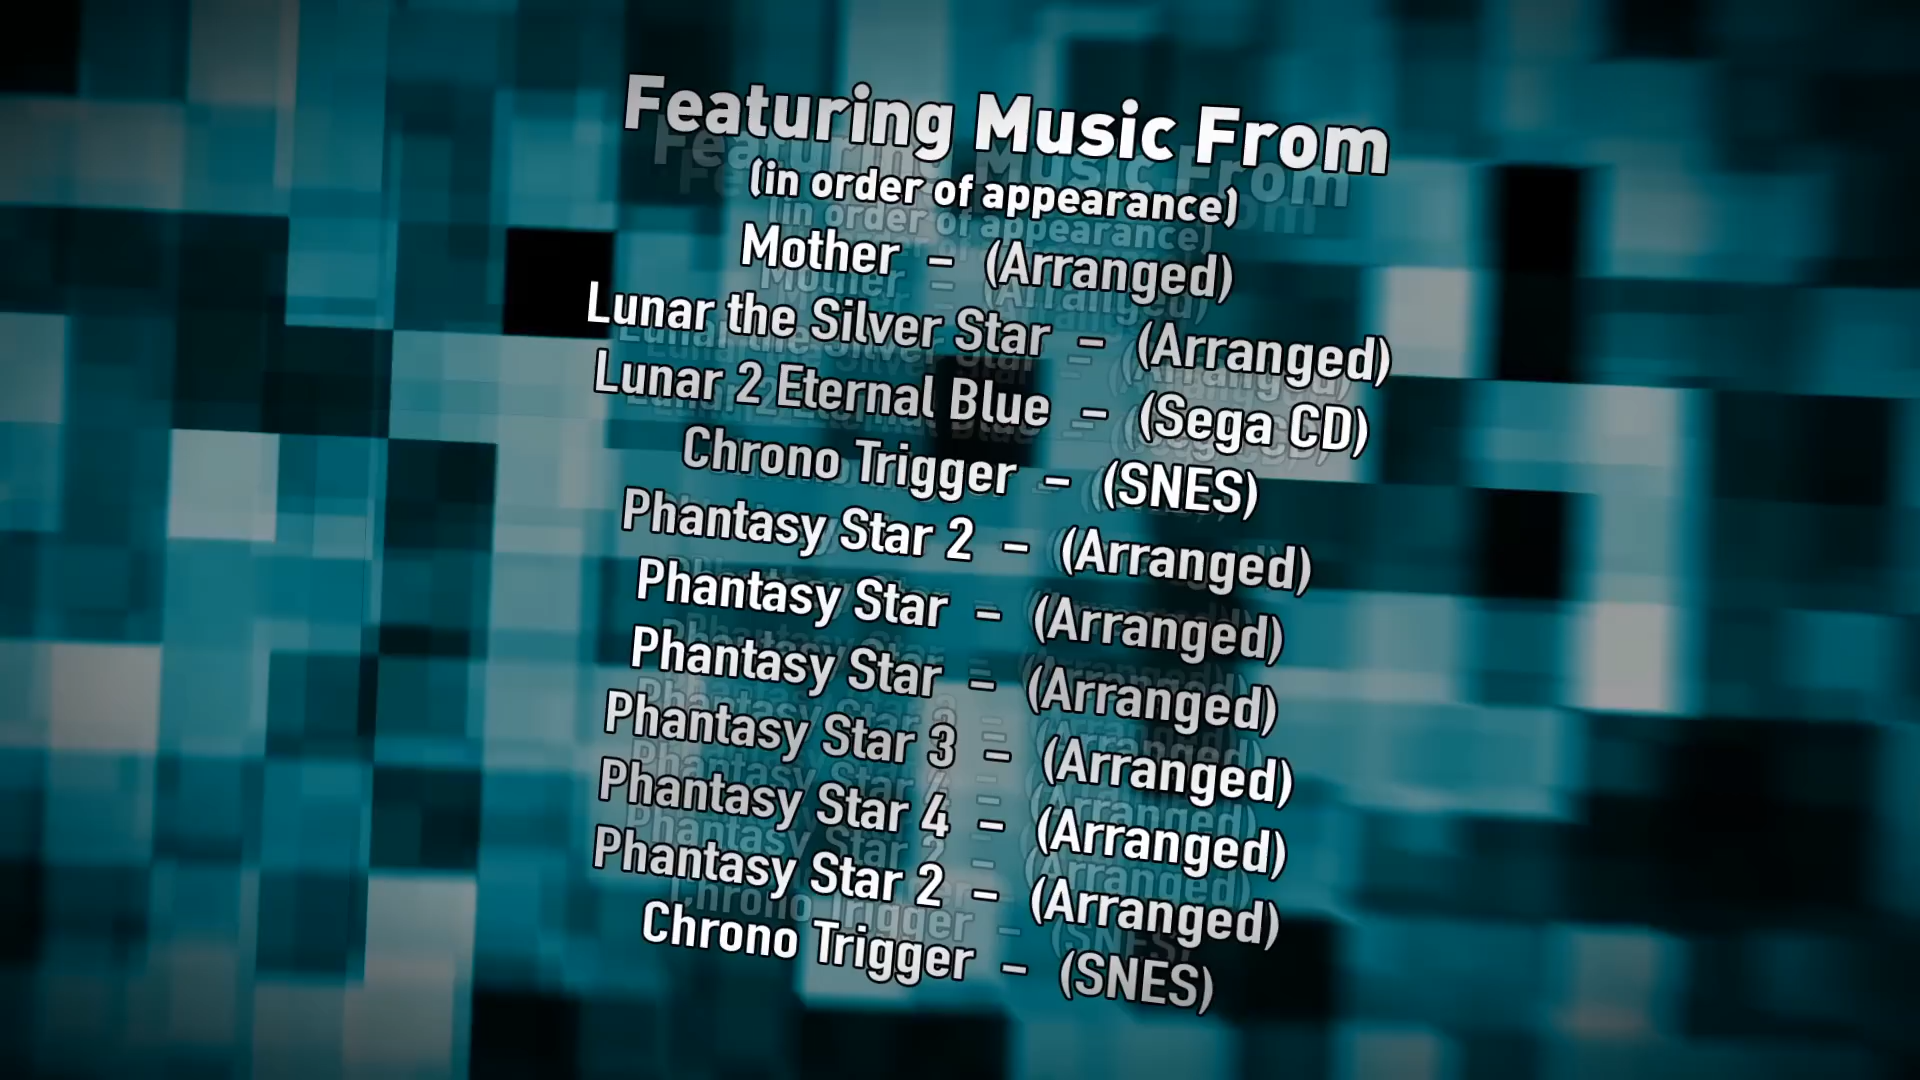 Featuring Music From
(in order of appearance)
Mother – (Arranged)
Lunar the Silver Star – (Arranged)
Lunar 2 Eternal Blue – (Sega CD)
Chrono Trigger – (SNES)
Phantasy Star 2 – (Arranged)
Phantasy Star – (Arranged)
Phantasy Star – (Arranged)
Phantasy Star 3 – (Arranged)
Phantasy Star 4 – (Arranged)
Phantasy Star 2 – (Arranged)
Chrono Trigger – (SNES)